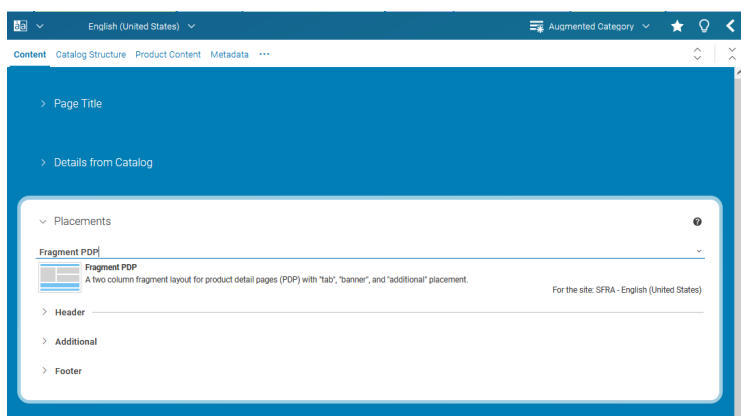 English (United States)
Augmented Category
Content Catalog Structure Product Content Metadata ...
Page Title
Details from Catalog
Placements
Fragment PDP
Fragment PDP
A two column fragment layout for product detail pages (PDP) with "tab", "banner", and "additional" placement.
For the site: SFRA - English (United States)
Header
Additional
Footer